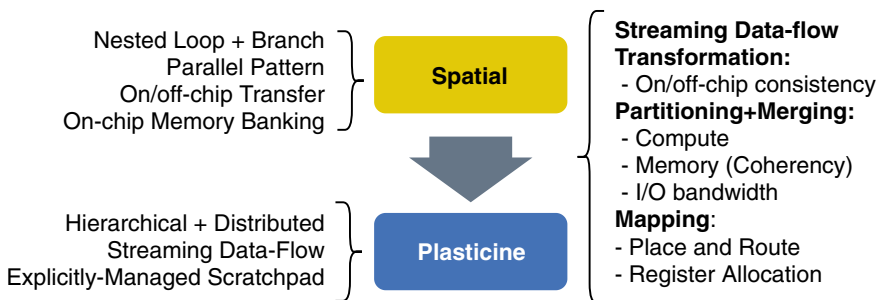 Nested Loop + Branch
Parallel Pattern
On/off-chip Transfer
On-chip Memory Banking
Spatial
Hierarchical + Distributed
Streaming Data-Flow
Explicitly-Managed Scratchpad
Plasticine
Streaming Data-flow
Transformation:
- On/off-chip consistency
Partitioning+Merging:
- Compute
- Memory (Coherency)
- I/O bandwidth
Mapping:
- Place and Route
- Register Allocation